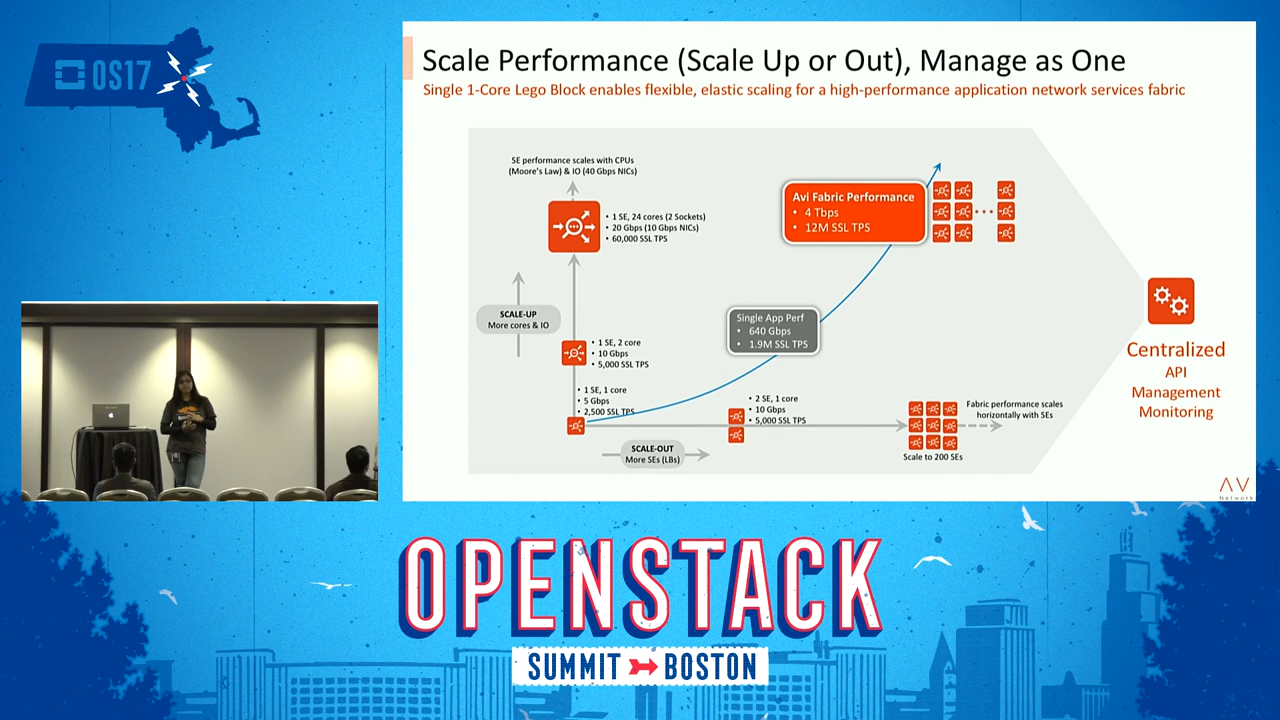 OS17
Scale Performance (Scale Up or Out), Manage as One
Single 1-Core Lego Block enables flexible, elastic scaling for a high-performance application network services fabric
SE performance scales with CPUs
(Moore's Law) & IO (40 Gbps NICs)
• 1 SE, 24 cores (2 Sockets)
• 20 Gbps (10 Gbps NICs)
• 60,000 SSL TPS
Avi Fabric Performance
• 4 Tbps
• 12M SSL TPS
SCALE-UP
More cores & IO
Single App Perf
• 640 Gbps
• 1.9M SSL TPS
• 1 SE, 2 core
• 10 Gbps
• 5,000 SSL TPS
• 1 SE, 1 core
• 5 Gbps
• 2,500 SSL TPS
• 2 SE, 1 core
• 10 Gbps
• 5,000 SSL TPS
Fabric performance scales
horizontally with SEs
SCALE-OUT
More SEs (LBs)
Scale to 200 SEs
Centralized
API
Management
Monitoring
AV
Network
OPENSTACK
SUMMIT BOSTON